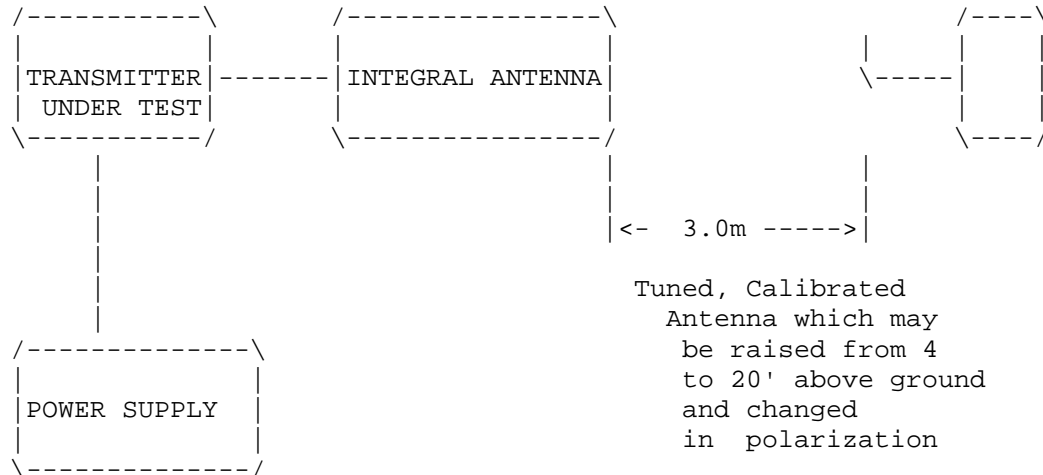 TRANSMITTER
UNDER TEST
INTEGRAL ANTENNA
<- 3.0m ----->
Tuned, Calibrated
Antenna which may
be raised from 4
to 20' above ground
and changed
in polarization
POWER SUPPLY